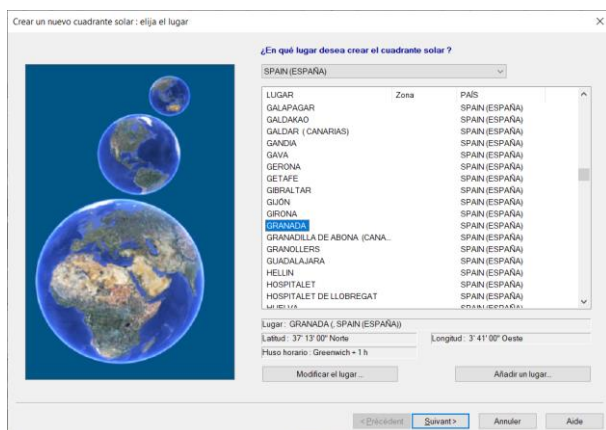 Crear un nuevo cuadrante solar : elija el lugar
¿En qué lugar desea crear el cuadrante solar ?
SPAIN (ESPAÑA)
LUGAR Zona PAÍS
GALAPAGAR SPAIN (ESPAÑA)
GALDAKAO SPAIN (ESPAÑA)
GALDAR (CANARIAS) SPAIN (ESPAÑA)
GANDIA SPAIN (ESPAÑA)
GAVA SPAIN (ESPAÑA)
GERONA SPAIN (ESPAÑA)
GETAFE SPAIN (ESPAÑA)
GIBRALTAR SPAIN (ESPAÑA)
GIJÓN SPAIN (ESPAÑA)
GIRONA SPAIN (ESPAÑA)
GRANADA SPAIN (ESPAÑA)
GRANADILLA DE ABONA (CANA... SPAIN (ESPAÑA)
GRANOLLERS SPAIN (ESPAÑA)
GUADALAJARA SPAIN (ESPAÑA)
HELLIN SPAIN (ESPAÑA)
HOSPITALET SPAIN (ESPAÑA)
HOSPITALET DE LLOBREGAT SPAIN (ESPAÑA)
HUELVA SPAIN (ESPAÑA)
Lugar : GRANADA (, SPAIN (ESPAÑA))
Latitud : 37° 13' 00" Norte Longitud : 3° 41' 00" Oeste
Huso horario : Greenwich + 1 h
Modificar el lugar ... Añadir un lugar...
< Précédent Suivant > Annuler Aide